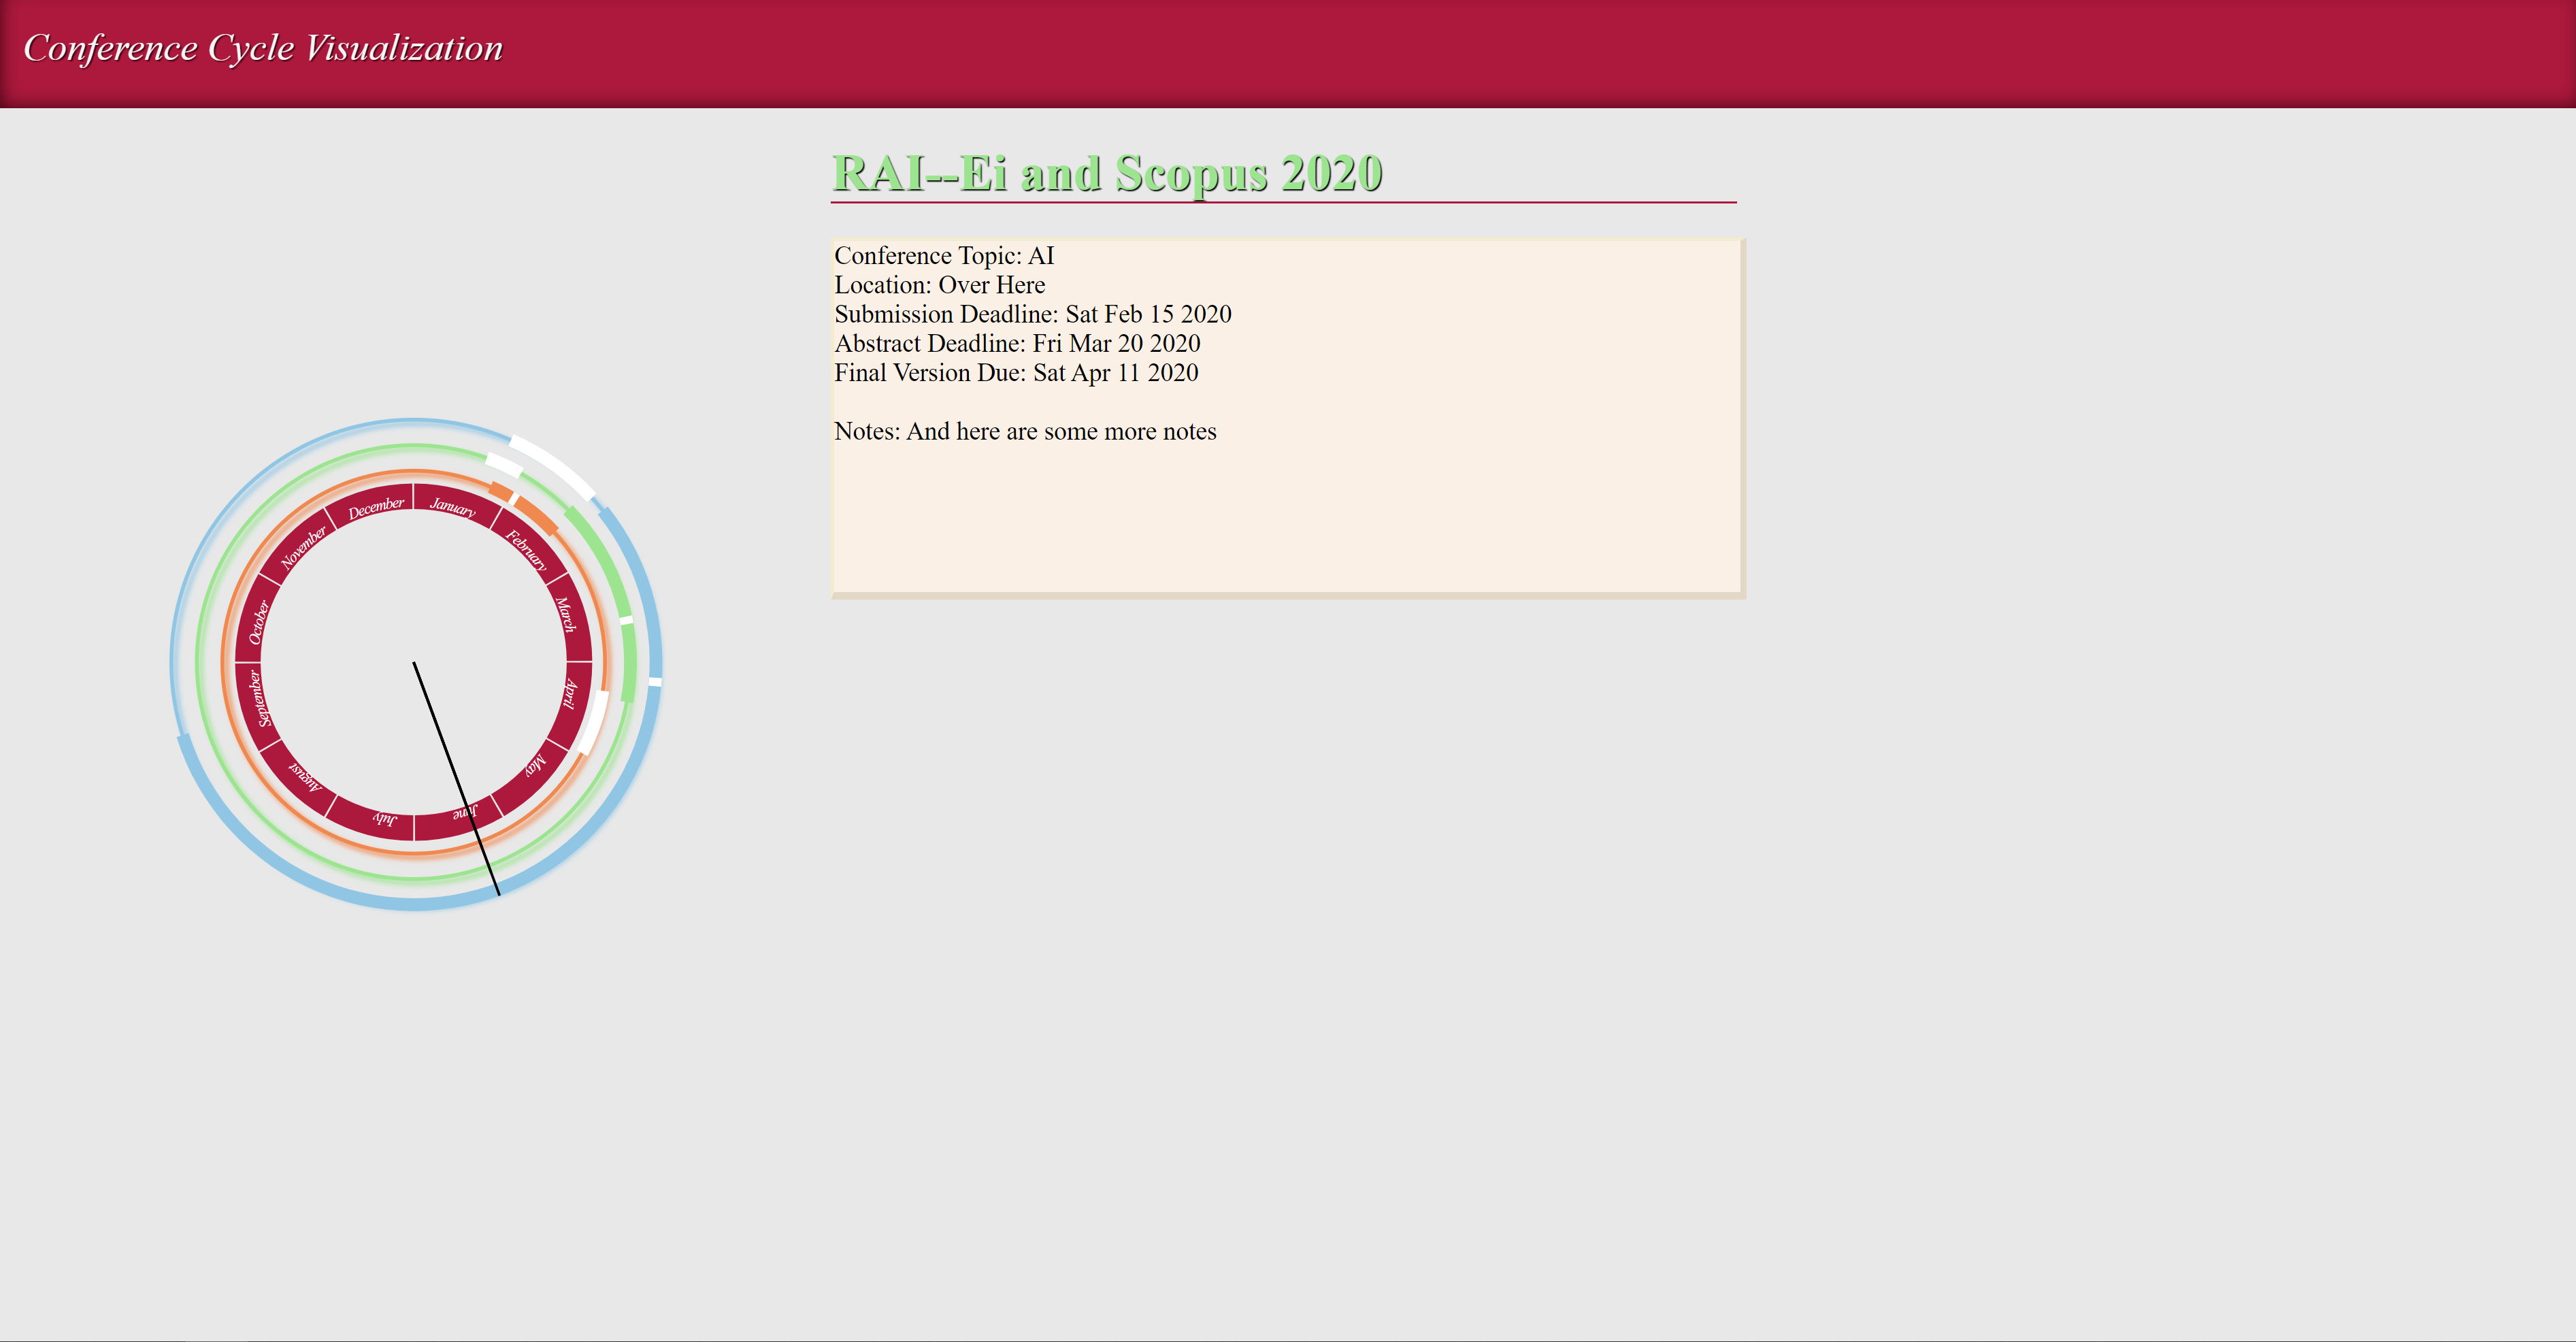 Conference Cycle Visualization
RAI--Ei and Scopus 2020
Conference Topic: AI
Location: Over Here
Submission Deadline: Sat Feb 15 2020
Abstract Deadline: Fri Mar 20 2020
Final Version Due: Sat Apr 11 2020
Notes: And here are some more notes
January
February
March
April
May
June
July
August
September
October
November
December